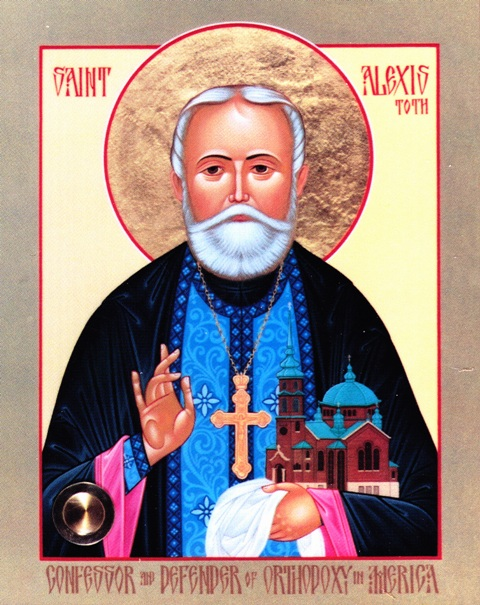 SAINT
ALEXIS
TOTH
CONFESSOR AND DEFENDER OF ORTHODOXY IN AMERICA